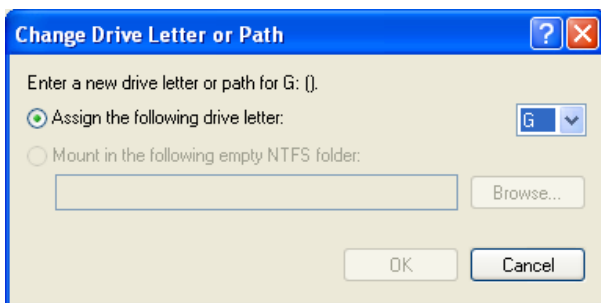 Change Drive Letter or Path
Enter a new drive letter or path for G: ().
Assign the following drive letter:
G
Mount in the following empty NTFS folder:
Browse...
OK
Cancel